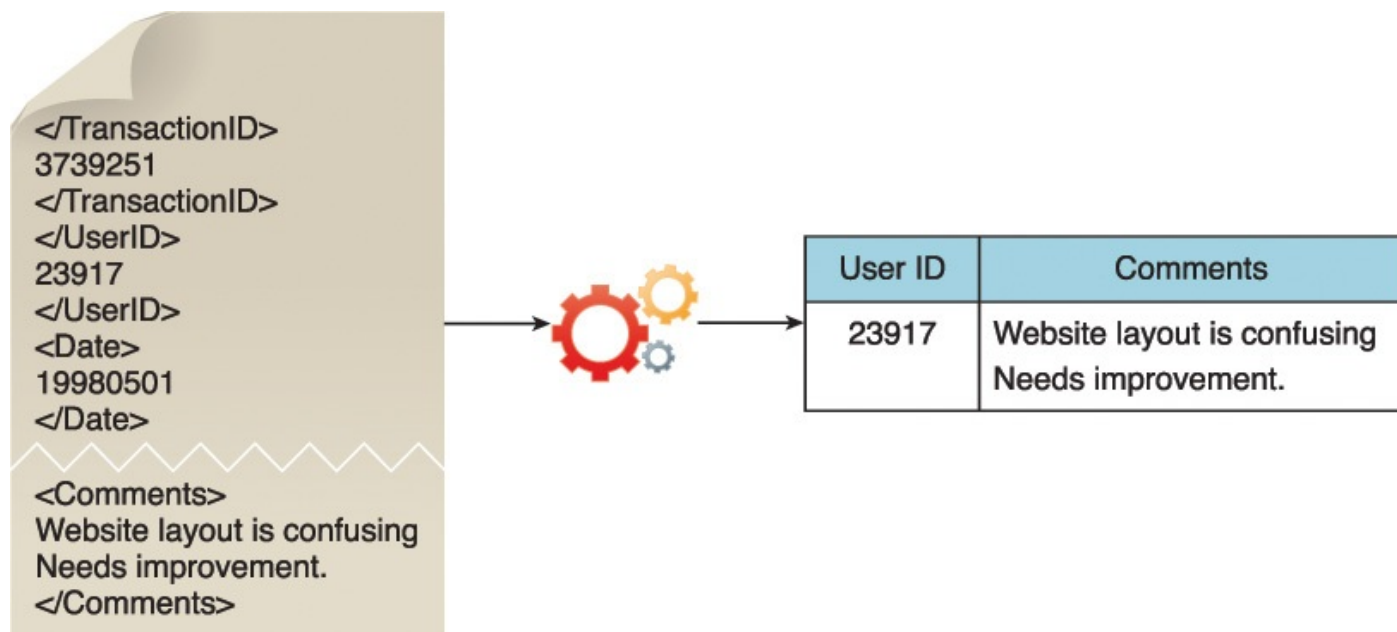 </TransactionID>
3739251
</TransactionID>
</UserID>
23917
</UserID>
<Date>
19980501
</Date>
<Comments>
Website layout is confusing
Needs improvement.
</Comments>
User ID Comments
23917 Website layout is confusing
Needs improvement.